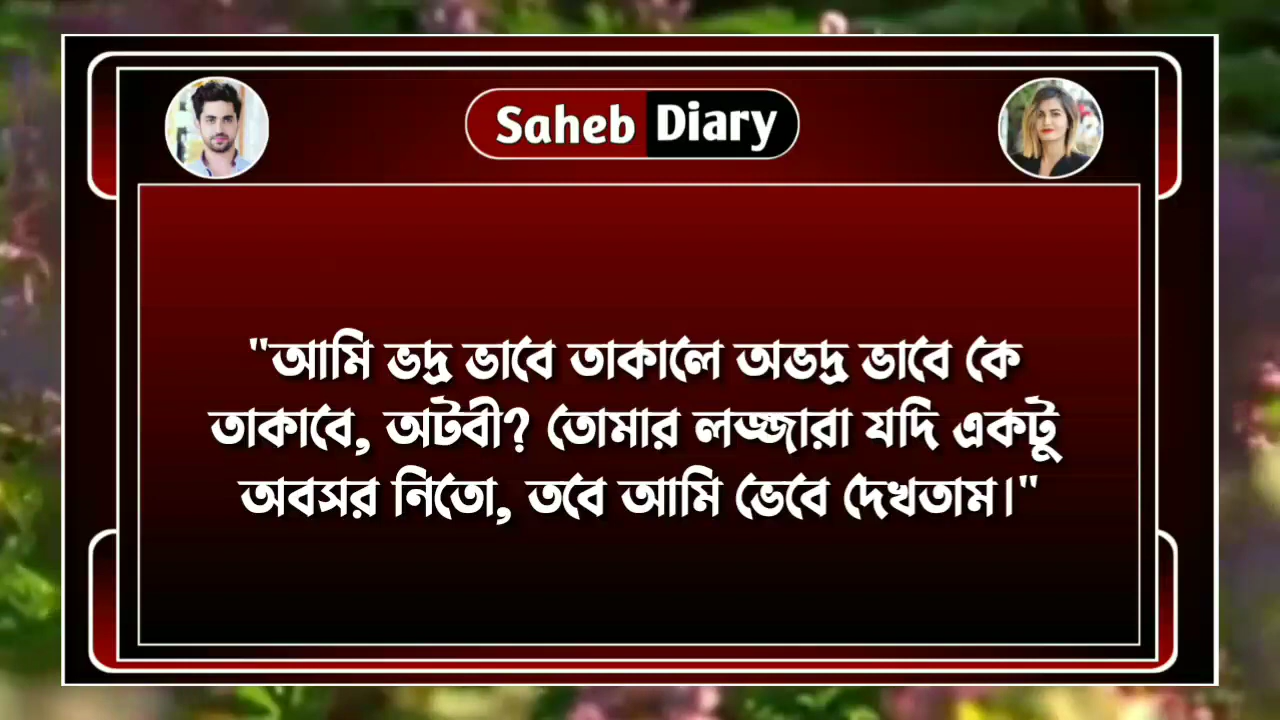 Saheb Diary
"আমি ভদ্র ভাবে তাকালে অভদ্র ভাবে কে
তাকাবে, অটবী? তোমার লজ্জারা যদি একটু
অবসর নিতো, তবে আমি ভেবে দেখতাম।"